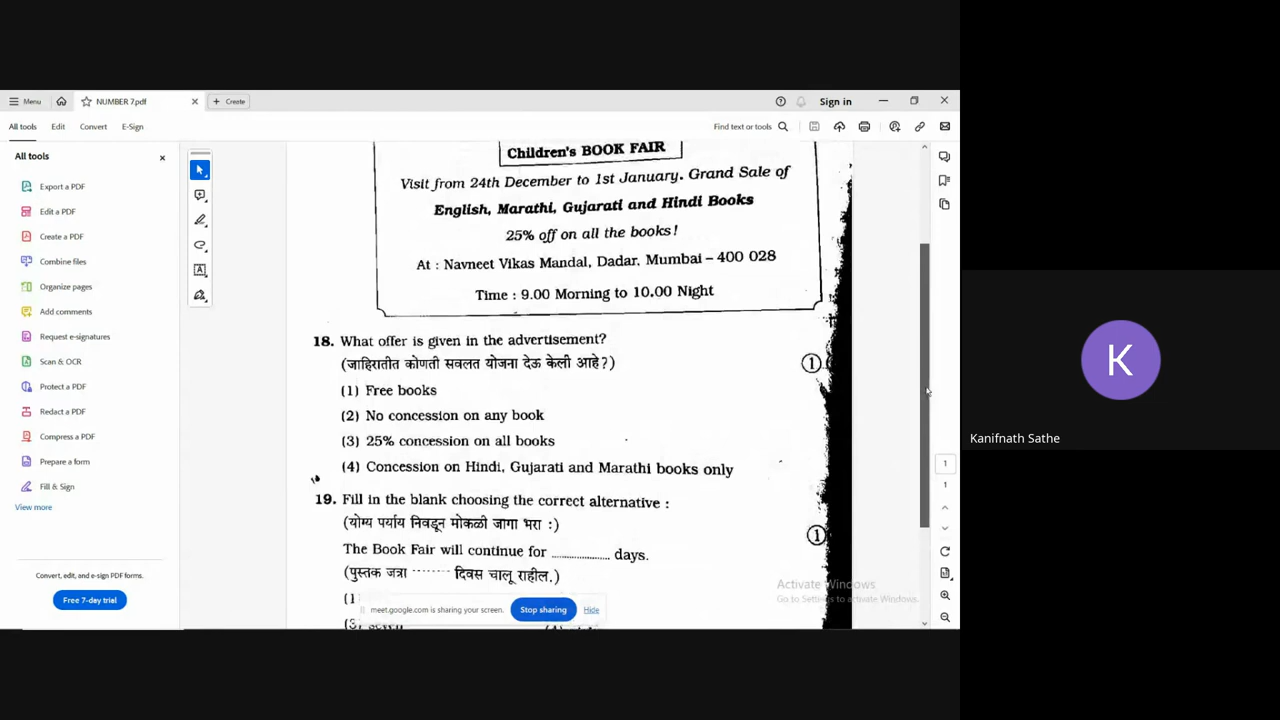 Menu
NUMBER 7.pdf
Create
Sign in
All tools
Edit
Convert
E-Sign
Find text or tools
All tools
Export a PDF
Edit a PDF
Create a PDF
Combine files
Organize pages
Add comments
Request e-signatures
Scan & OCR
Protect a PDF
Redact a PDF
Compress a PDF
Prepare a form
Fill & Sign
View more
Convert, edit, and e-sign PDF forms.
Free 7-day trial
Children's BOOK FAIR
Visit from 24th December to 1st January. Grand Sale of
English, Marathi, Gujarati and Hindi Books
25% off on all the books!
At : Navneet Vikas Mandal, Dadar, Mumbai – 400 028
Time : 9.00 Morning to 10.00 Night
18. What offer is given in the advertisement?
(जाहिरातीत कोणती सवलत योजना देऊ केली आहे?)
1
(1) Free books
(2) No concession on any book
(3) 25% concession on all books
(4) Concession on Hindi, Gujarati and Marathi books only
19. Fill in the blank choosing the correct alternative :
(योग्य पर्याय निवडून मोकळी जागा भरा :)
1
The Book Fair will continue for .................... days.
(पुस्तक जत्रा ------- दिवस चालू राहील.)
(1
(3) seven
meet.google.com is sharing your screen.
Stop sharing
Hide
Activate Windows
Go to Settings to activate Windows.
1
1
K
Kanifnath Sathe